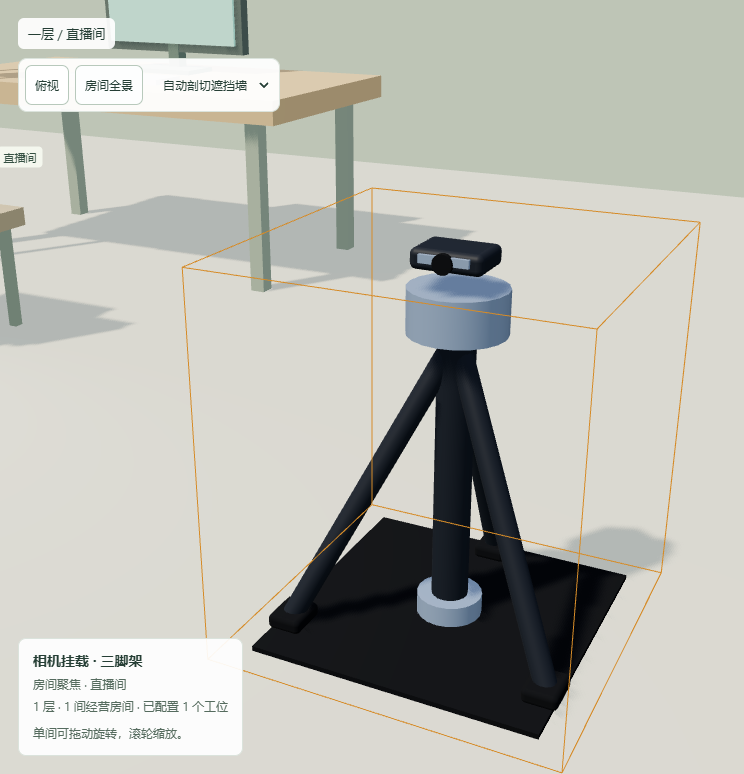 一层 / 直播间
俯视 房间全景 自动剖切遮挡墙
直播间
相机挂载 · 三脚架
房间聚焦 · 直播间
1 层 · 1 间经营房间 · 已配置 1 个工位
单间可拖动旋转，滚轮缩放。